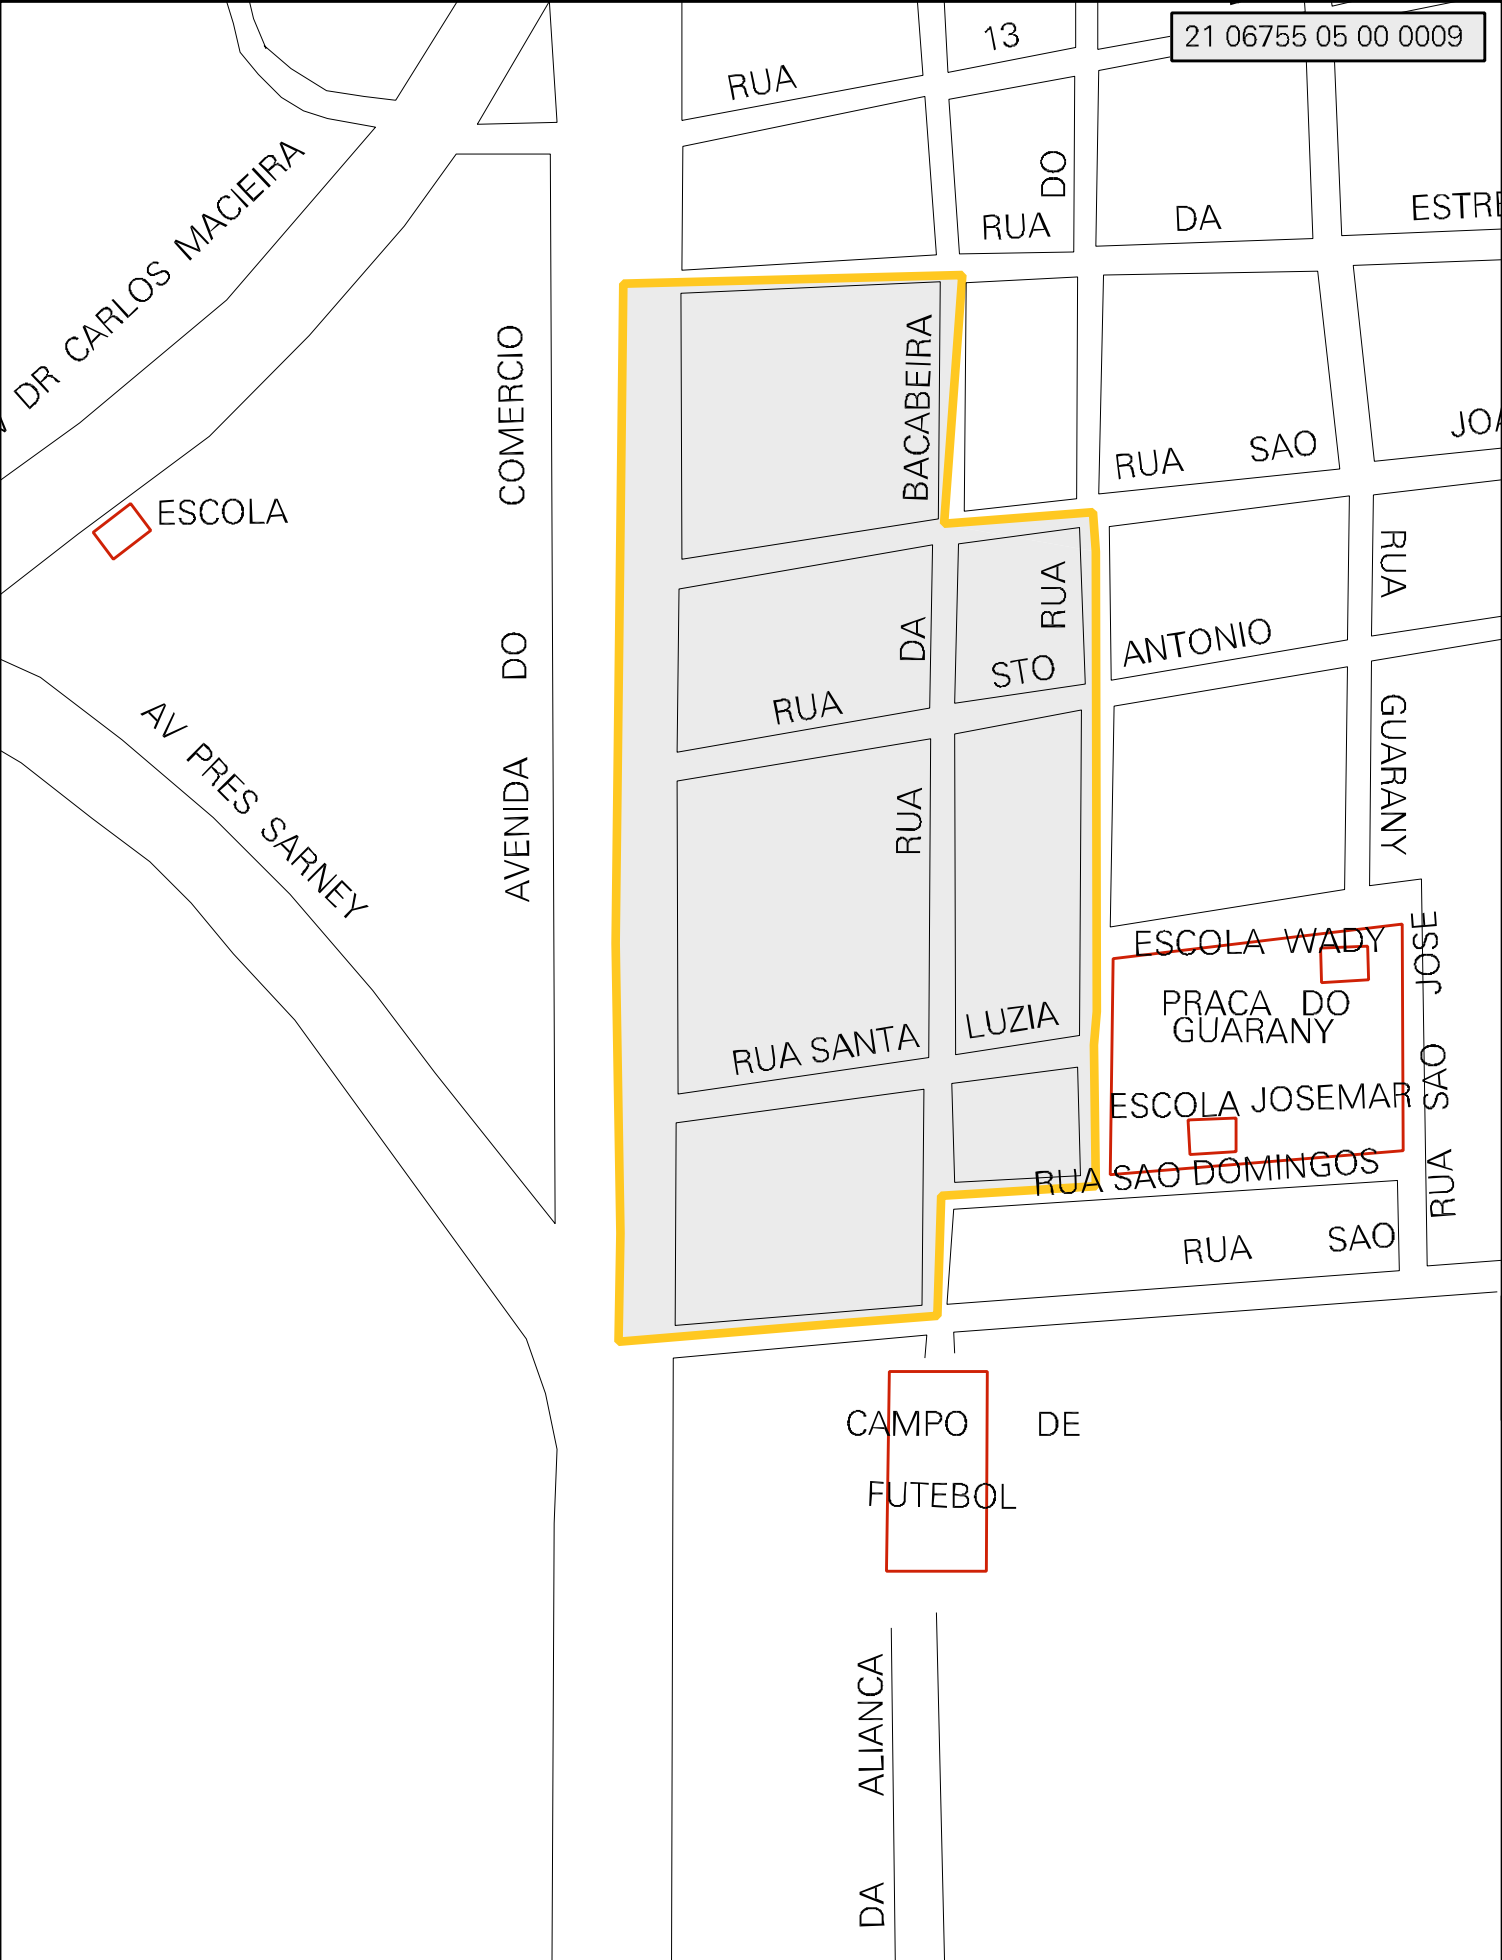 21 06755 05 00 0009
13
RUA
DO
RUA DA ESTRE
DR CARLOS MACIEIRA
COMERCIO
BACABEIRA
RUA SAO JOA
ESCOLA
RUA
RUA
DO
DA
STO
ANTONIO
RUA
AV PRES SARNEY
GUARANY
AVENIDA
RUA
JOSE
ESCOLA WADY
PRACA DO
GUARANY
RUA SANTA LUZIA
SAO
ESCOLA JOSEMAR
RUA SAO DOMINGOS
RUA
RUA SAO
CAMPO DE
FUTEBOL
ALIANCA
DA